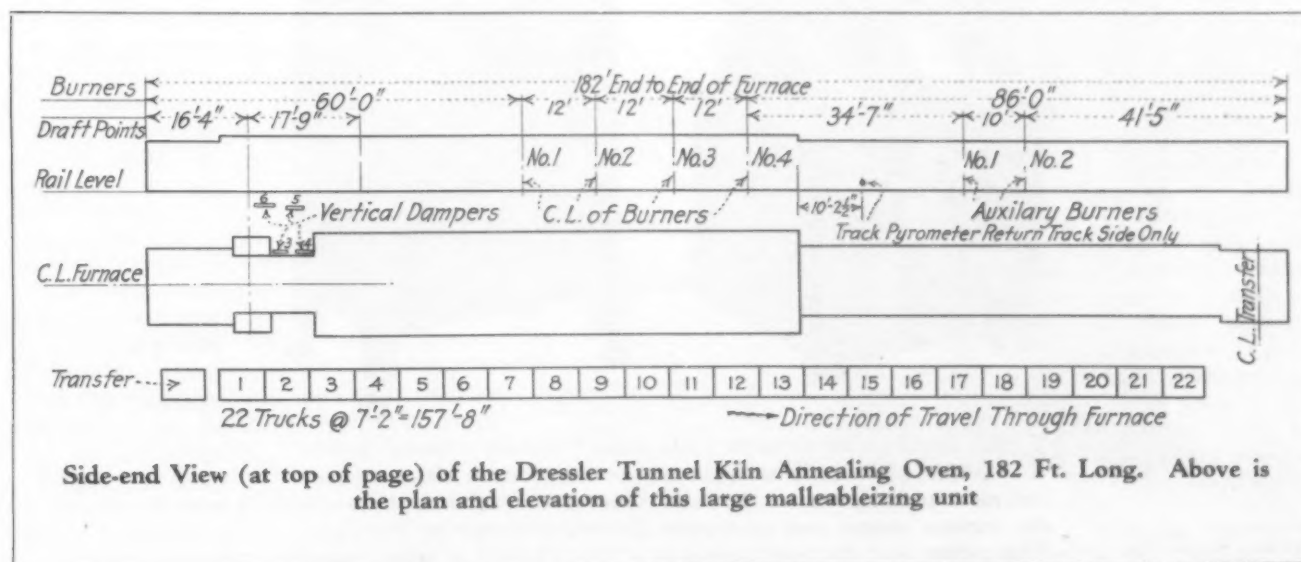 182' End to End of Furnace
Burners
60'-0" 12' 12' 12' 86'-0"
16'-4" 17'-9" 34'-7" 10' 41'-5"
Draft Points
No.1 No.2 No.3 No.4 No.1 No.2
Rail Level
6 5 Vertical Dampers C.L. of Burners 10'-2½" Auxilary Burners
Track Pyrometer Return Track Side Only
3 4
C.L. Furnace
C.L. Transfer
Transfer 1 2 3 4 5 6 7 8 9 10 11 12 13 14 15 16 17 18 19 20 21 22
22 Trucks @ 7'-2"=157'-8" Direction of Travel Through Furnace
Side-end View (at top of page) of the Dressler Tunnel Kiln Annealing Oven, 182 Ft. Long. Above is
the plan and elevation of this large malleableizing unit